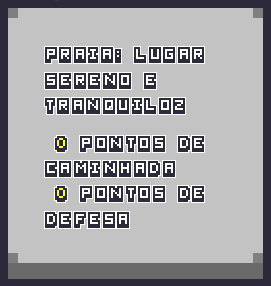 PRAIA: LUGAR
SERENO E
TRANQUILO2
0 PONTOS DE
CAMINHADA
0 PONTOS DE
DEFESA